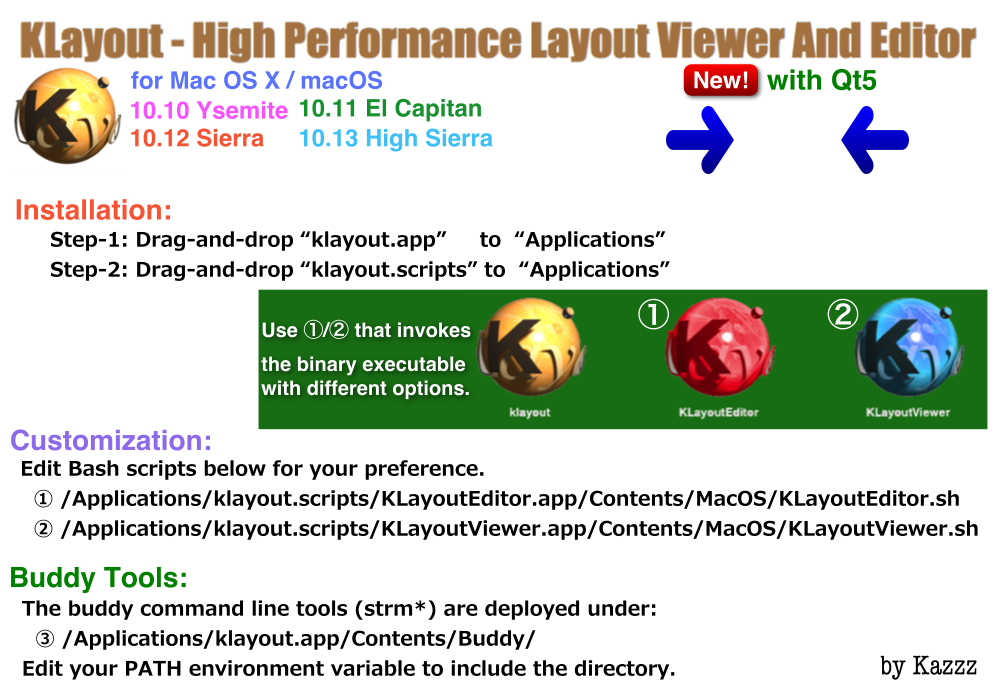 KLayout - High Performance Layout Viewer And Editor
for Mac OS X / macOS
10.10 Ysemite 10.11 El Capitan
10.12 Sierra 10.13 High Sierra
New! with Qt5
Installation:
Step-1: Drag-and-drop “klayout.app” to “Applications”
Step-2: Drag-and-drop “klayout.scripts” to “Applications”
Use ①/② that invokes
the binary executable
with different options.
klayout
① KLayoutEditor
② KLayoutViewer
Customization:
Edit Bash scripts below for your preference.
① /Applications/klayout.scripts/KLayoutEditor.app/Contents/MacOS/KLayoutEditor.sh
② /Applications/klayout.scripts/KLayoutViewer.app/Contents/MacOS/KLayoutViewer.sh
Buddy Tools:
The buddy command line tools (strm*) are deployed under:
③ /Applications/klayout.app/Contents/Buddy/
Edit your PATH environment variable to include the directory.
by Kazzz